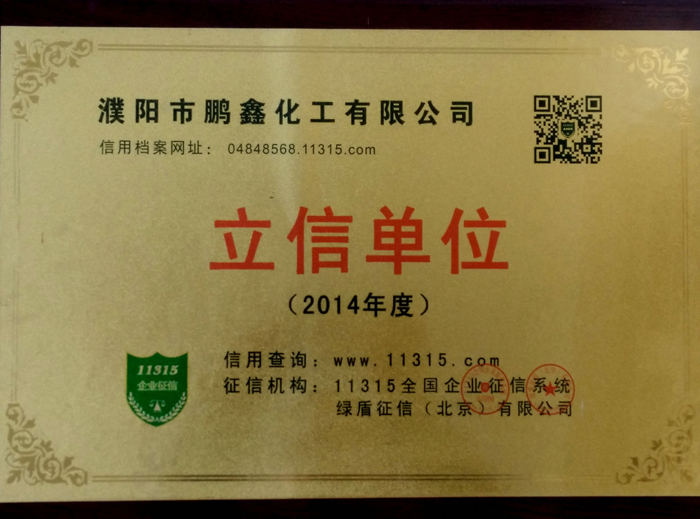 濮阳市鹏鑫化工有限公司
信用档案网址: 04848568.11315.com
立信单位
（2014年度）
11315
企业征信
信用查询: www.11315.com
征信机构: 11315全国企业征信系统
绿盾征信（北京）有限公司